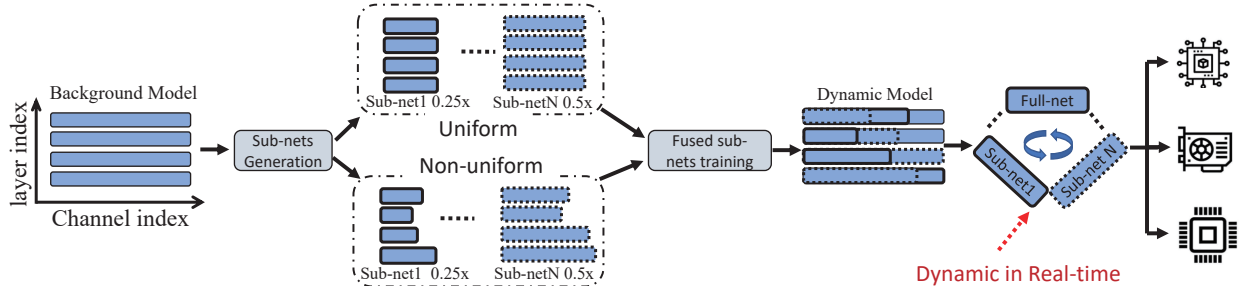 layer index
Background Model
Channel index
Sub-nets
Generation
Sub-net1 0.25x
Sub-netN 0.5x
Uniform
Non-uniform
Sub-net1 0.25x
Sub-netN 0.5x
Fused sub-
nets training
Dynamic Model
Full-net
Sub-net1
Sub-net N
Dynamic in Real-time